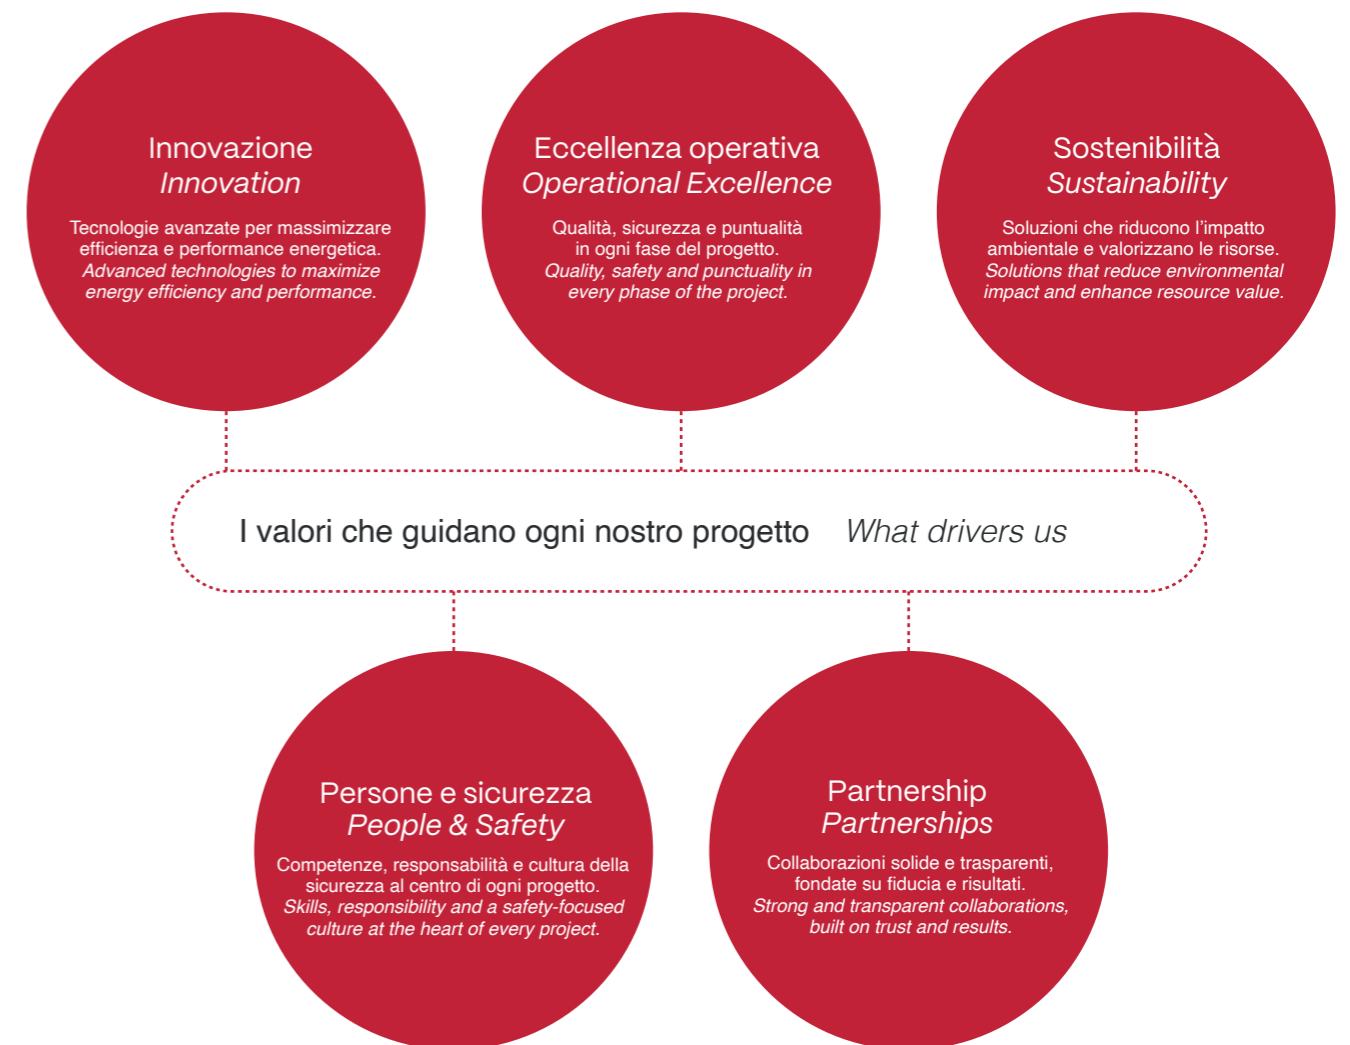 Innovazione
Innovation
Tecnologie avanzate per massimizzare
efficienza e performance energetica.
Advanced technologies to maximize
energy efficiency and performance.
Eccellenza operativa
Operational Excellence
Qualità, sicurezza e puntualità
in ogni fase del progetto.
Quality, safety and punctuality in
every phase of the project.
Sostenibilità
Sustainability
Soluzioni che riducono l'impatto
ambientale e valorizzano le risorse.
Solutions that reduce environmental
impact and enhance resource value.
I valori che guidano ogni nostro progetto What drivers us
Persone e sicurezza
People & Safety
Competenze, responsabilità e cultura della
sicurezza al centro di ogni progetto.
Skills, responsibility and a safety-focused
culture at the heart of every project.
Partnership
Partnerships
Collaborazioni solide e trasparenti,
fondate su fiducia e risultati.
Strong and transparent collaborations,
built on trust and results.